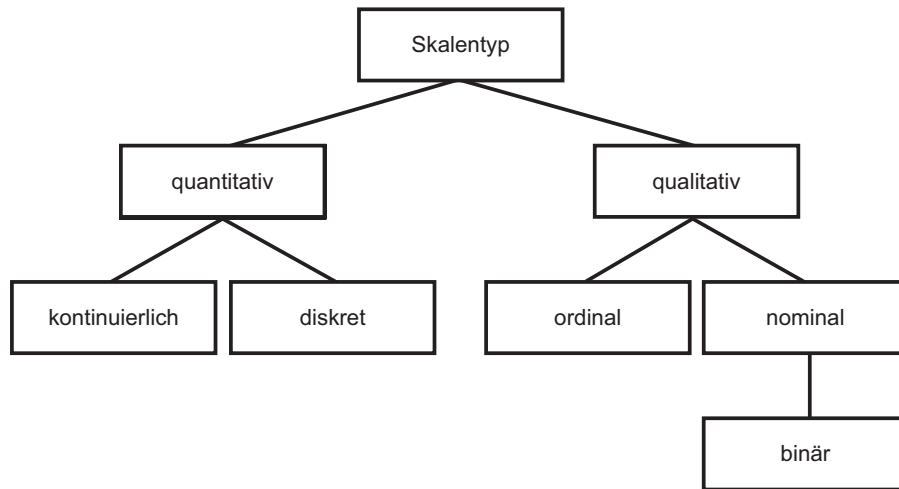 Skalentyp
quantitativ
qualitativ
kontinuierlich
diskret
ordinal
nominal
binär